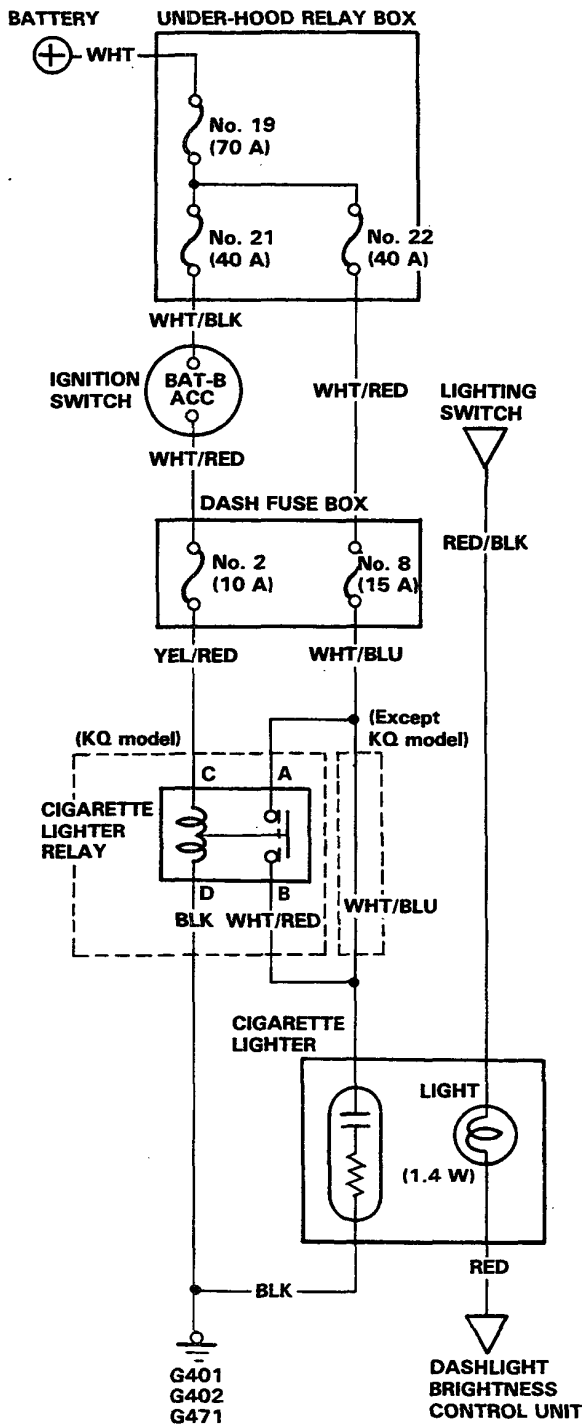 BATTERY
UNDER-HOOD RELAY BOX
WHT
No. 19
(70 A)
No. 21
(40 A)
No. 22
(40 A)
WHT/BLK
IGNITION
SWITCH
BAT-B
ACC
WHT/RED
LIGHTING
SWITCH
WHT/RED
DASH FUSE BOX
RED/BLK
No. 2
(10 A)
No. 8
(15 A)
YEL/RED
WHT/BLU
(KQ model)
(Except
KQ model)
C
A
CIGARETTE
LIGHTER
RELAY
D
B
BLK
WHT/RED
WHT/BLU
CIGARETTE
LIGHTER
LIGHT
(1.4 W)
RED
BLK
G401
G402
G471
DASHLIGHT
BRIGHTNESS
CONTROL UNIT